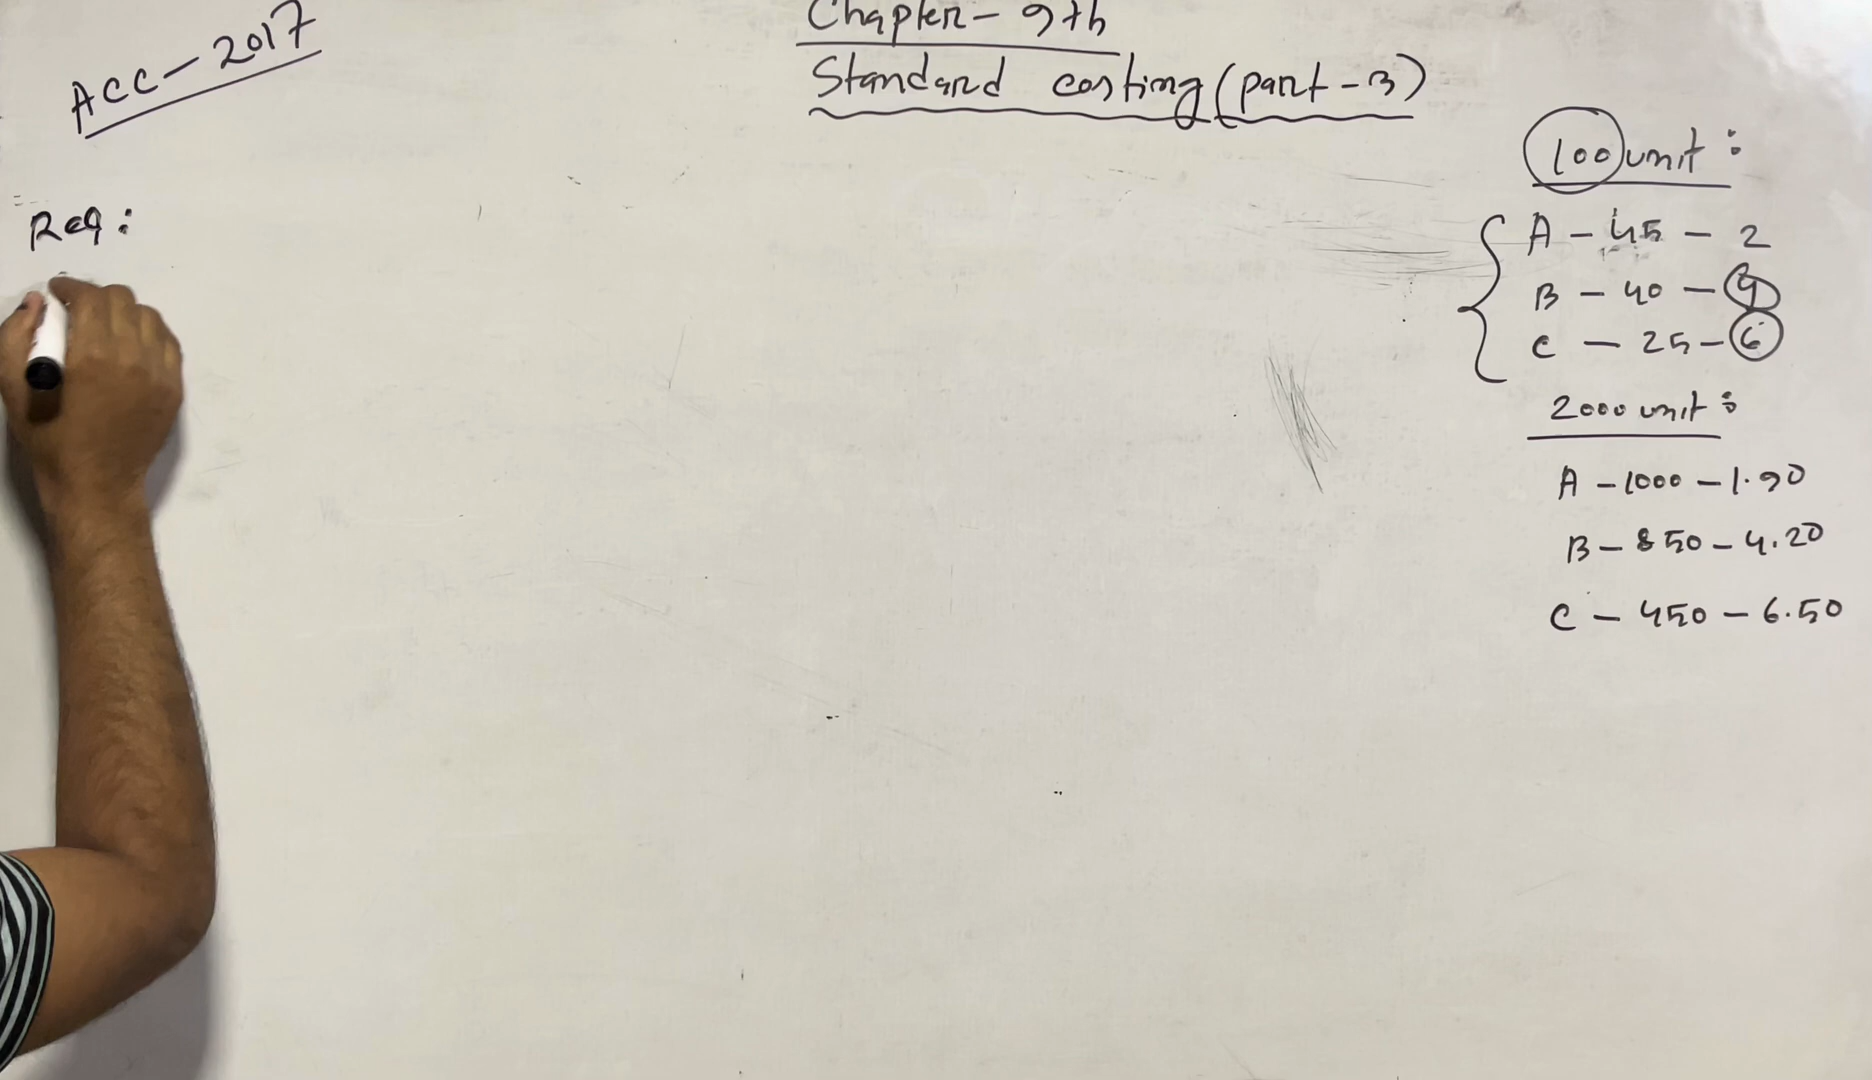 ACC-2017
Chapter-9th
Standard costing (part-3)
Req:
100 unit:
A - 45 - 2
B - 40 - 4
C - 25 - 6
2000 unit:
A - 1000 - 1.90
B - 850 - 4.20
C - 450 - 6.50